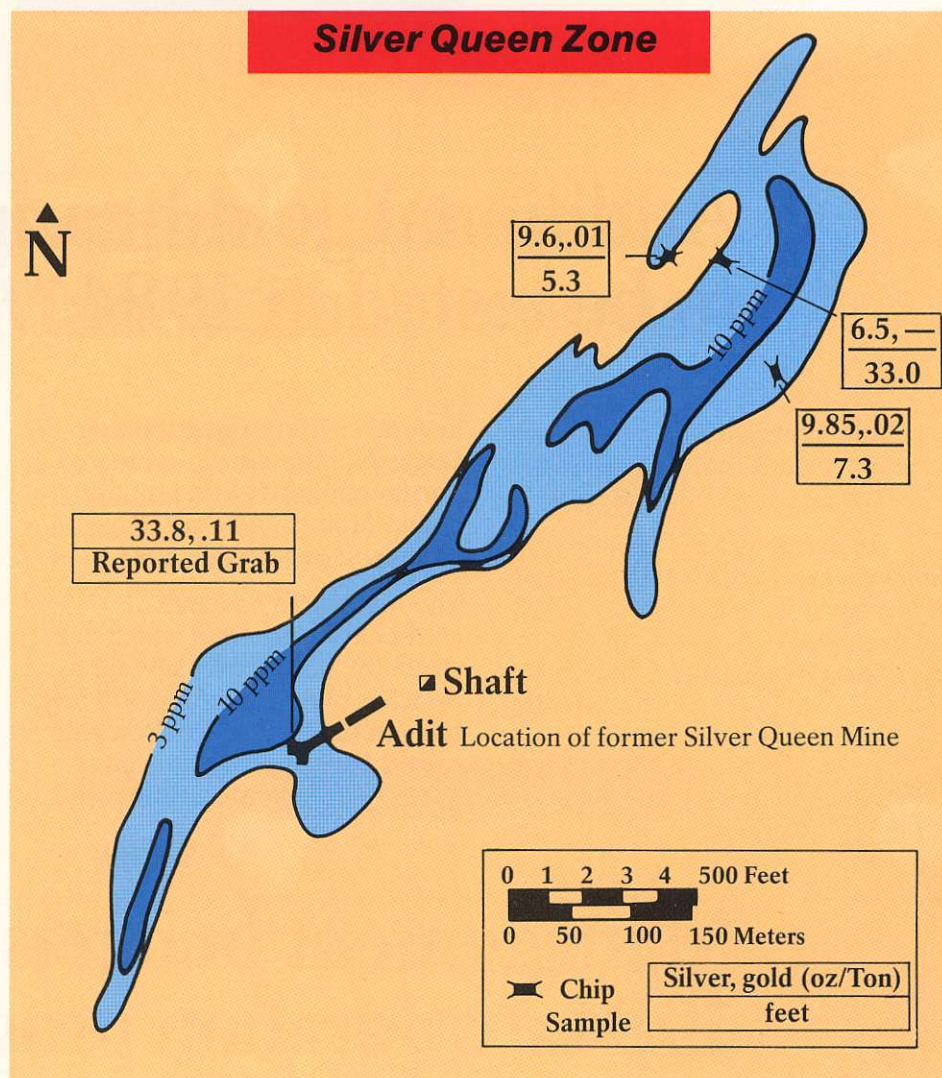 Silver Queen Zone
N
9.6,.01
5.3
10 ppm
6.5, —
33.0
9.85,.02
7.3
33.8, .11
Reported Grab
3 ppm
10 ppm
Shaft
Adit Location of former Silver Queen Mine
0 1 2 3 4 500 Feet
0 50 100 150 Meters
Chip
Sample
Silver, gold (oz/Ton)
feet